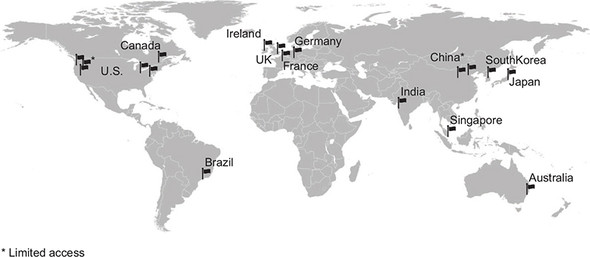 Canada
Ireland
Germany
UK
France
U.S.
*
China*
SouthKorea
Japan
India
Singapore
Brazil
Australia
* Limited access